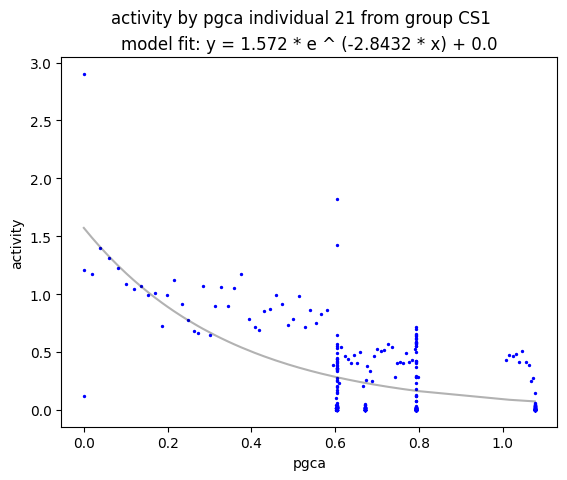 activity by pgca individual 21 from group CS1
model fit: y = 1.572 * e ^ (-2.8432 * x) + 0.0
3.0
2.5
2.0
1.5
1.0
0.5
0.0
activity
0.0 0.2 0.4 0.6 0.8 1.0
pgca